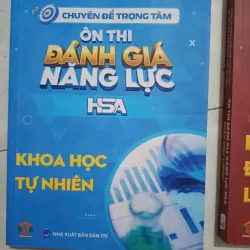 CHUYÊN ĐỀ TRỌNG TÂM
ÔN THI
ĐÁNH GIÁ
NĂNG LỰC
HSA
KHOA HỌC
TỰ NHIÊN
NHÀ XUẤT BẢN DÂN TRÍ